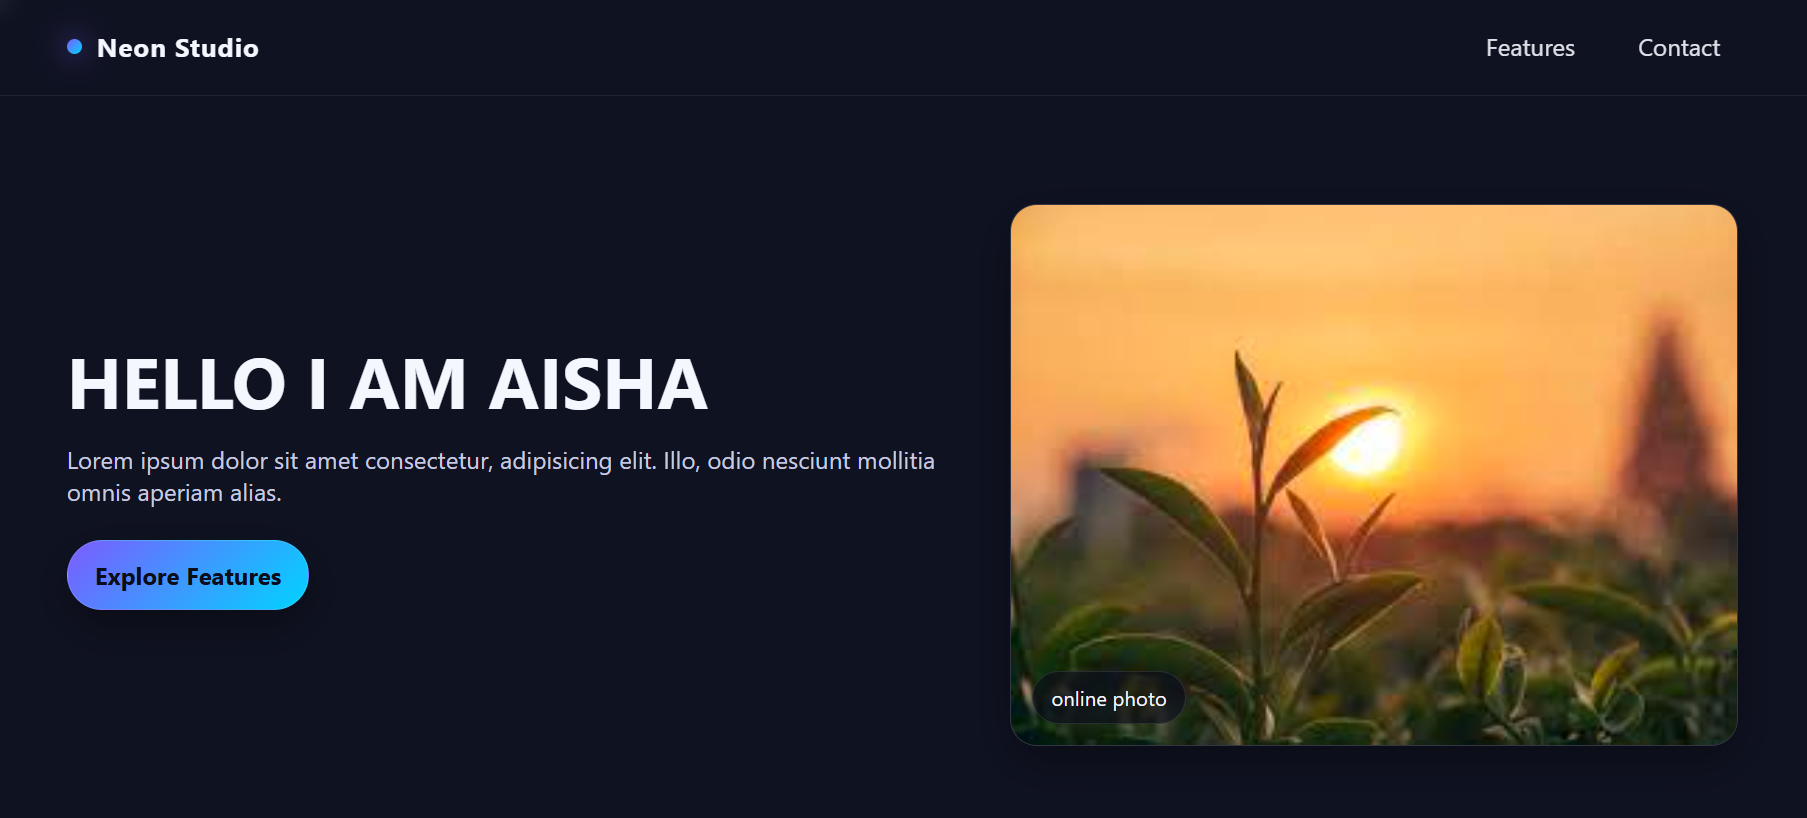 Neon Studio
Features
Contact
HELLO I AM AISHA
Lorem ipsum dolor sit amet consectetur, adipisicing elit. Illo, odio nesciunt mollitia
omnis aperiam alias.
Explore Features
online photo